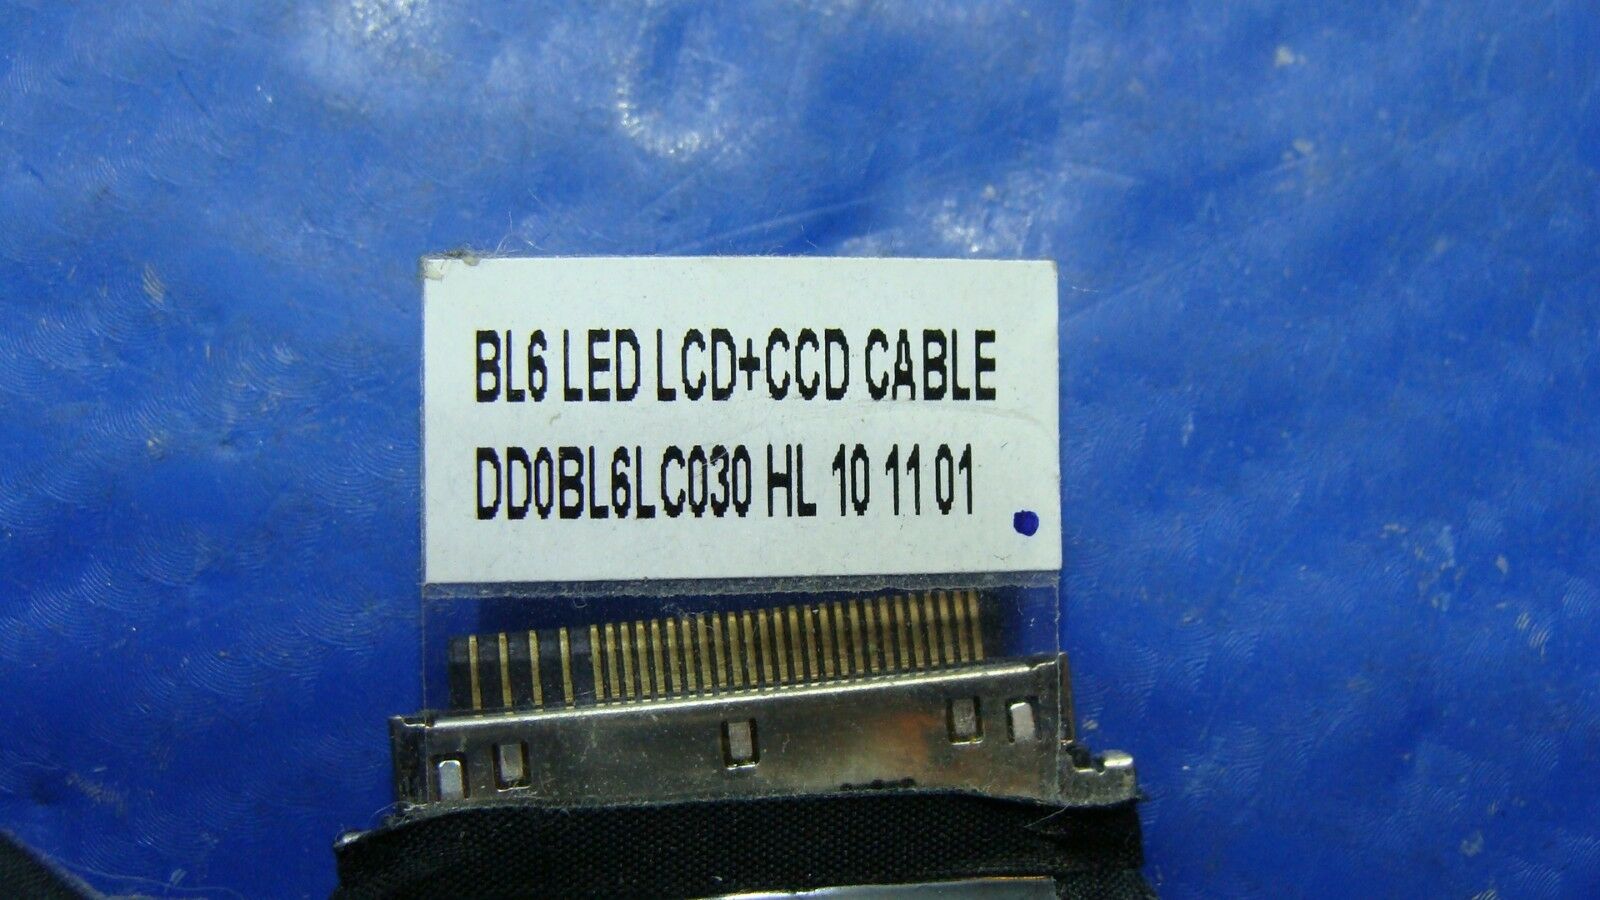 BL6 LED LCD+CCD CABLE
DD0BL6LC030 HL 10 11 01